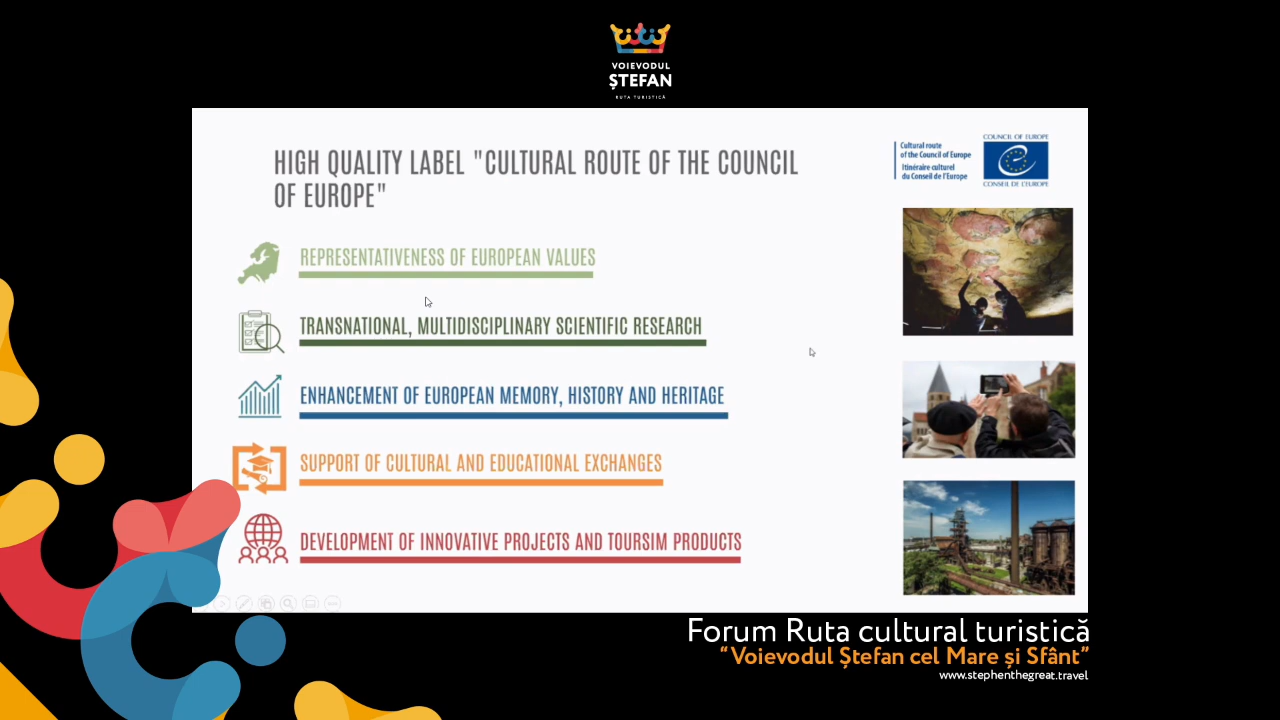 VOIEVODUL
ȘTEFAN
RUTA TURISTICĂ
HIGH QUALITY LABEL "CULTURAL ROUTE OF THE COUNCIL
OF EUROPE"
Cultural route
of the Council of Europe
Itinéraire culturel
du Conseil de l'Europe
COUNCIL OF EUROPE
CONSEIL DE L'EUROPE
REPRESENTATIVENESS OF EUROPEAN VALUES
TRANSNATIONAL, MULTIDISCIPLINARY SCIENTIFIC RESEARCH
ENHANCEMENT OF EUROPEAN MEMORY, HISTORY AND HERITAGE
SUPPORT OF CULTURAL AND EDUCATIONAL EXCHANGES
DEVELOPMENT OF INNOVATIVE PROJECTS AND TOURSIM PRODUCTS
Forum Ruta cultural turistică
“Voievodul Ștefan cel Mare și Sfânt”
www.stephenthegreat.travel